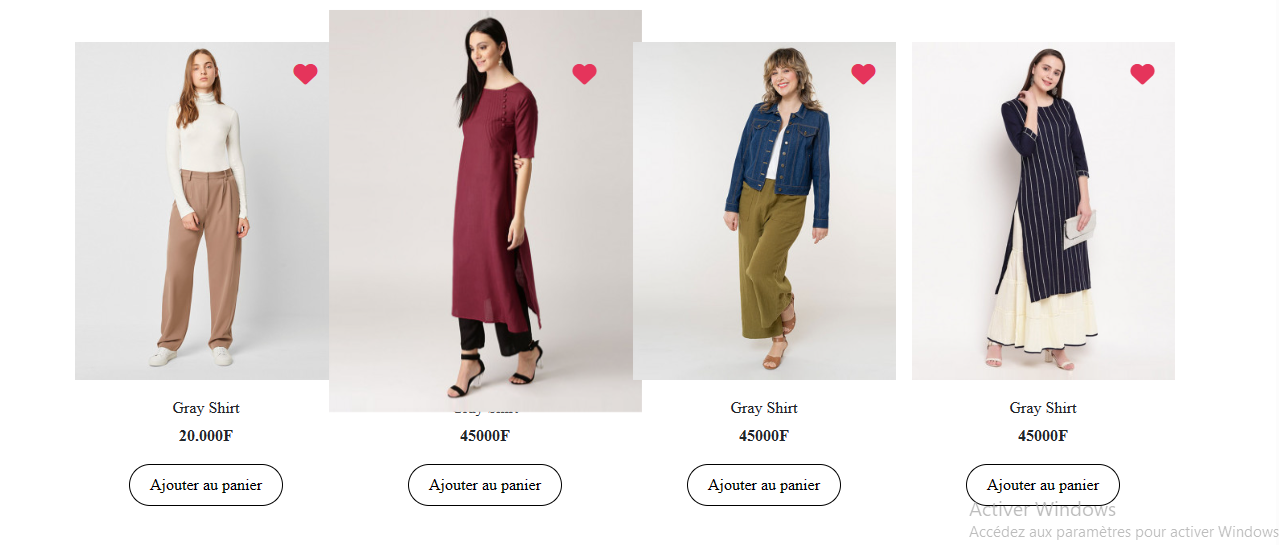 Gray Shirt
Gray Shirt
Gray Shirt
20.000F
45000F
45000F
45000F
Ajouter au panier
Ajouter au panier
Ajouter au panier
Ajouter au panier
Activer Windows
Accédez aux paramètres pour activer Windows